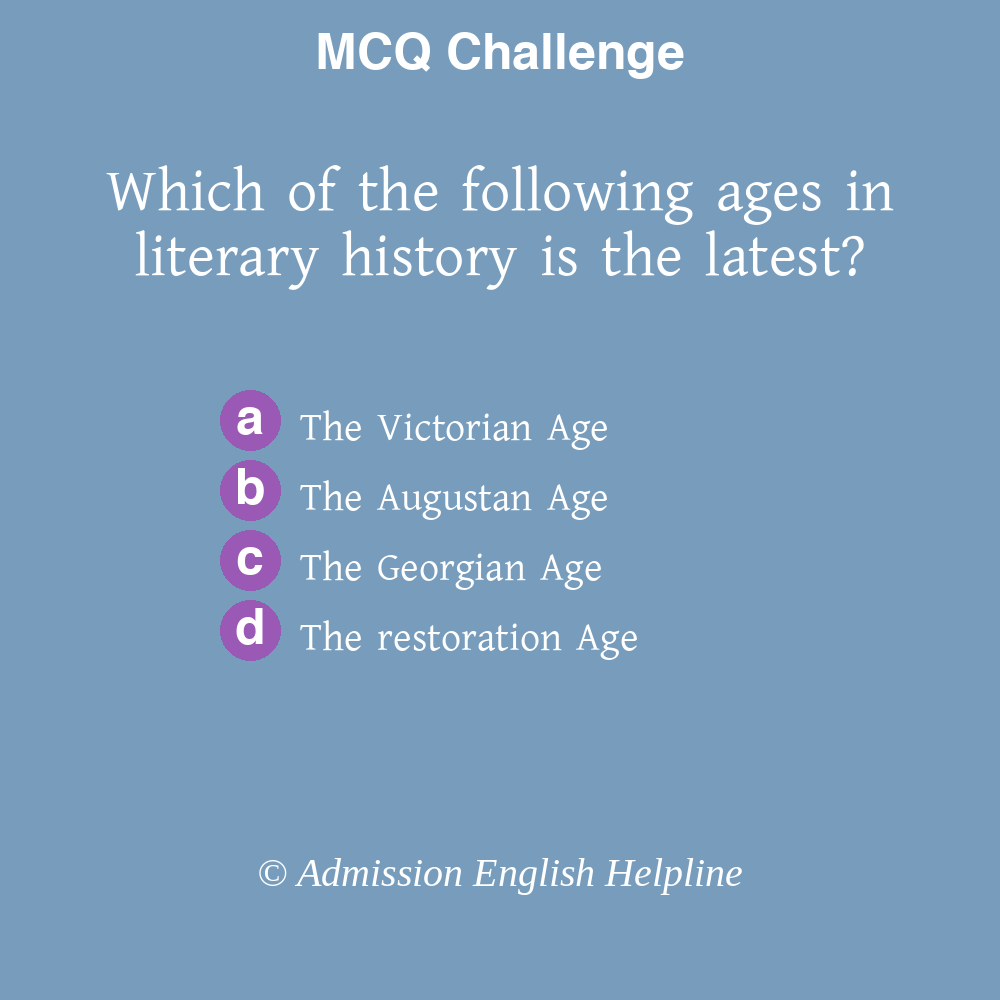 MCQ Challenge
Which of the following ages in
literary history is the latest?
a The Victorian Age
b The Augustan Age
c The Georgian Age
d The restoration Age
© Admission English Helpline